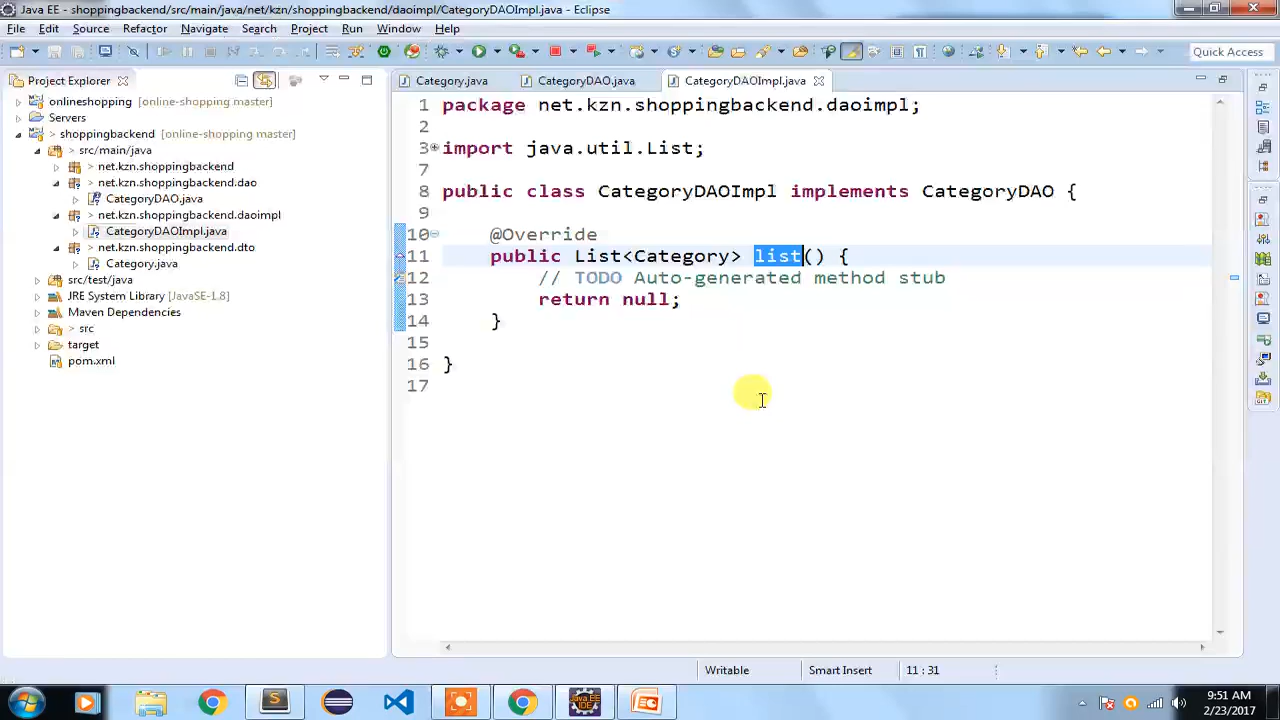 Java EE - shoppingbackend/src/main/java/net/kzn/shoppingbackend/daoimpl/CategoryDAOImpl.java - Eclipse
File Edit Source Refactor Navigate Search Project Run Window Help
Quick Access
Project Explorer
onlineshopping [online-shopping master]
Servers
> shoppingbackend [online-shopping master]
> src/main/java
> net.kzn.shoppingbackend
> net.kzn.shoppingbackend.dao
> CategoryDAO.java
> net.kzn.shoppingbackend.daoimpl
> CategoryDAOImpl.java
> net.kzn.shoppingbackend.dto
> Category.java
src/test/java
JRE System Library [JavaSE-1.8]
Maven Dependencies
> src
target
pom.xml
Category.java CategoryDAO.java CategoryDAOImpl.java
1 package net.kzn.shoppingbackend.daoimpl;
2
3 import java.util.List;
7
8 public class CategoryDAOImpl implements CategoryDAO {
9
10 @Override
11 public List<Category> list() {
12 // TODO Auto-generated method stub
13 return null;
14 }
15
16 }
17
Writable Smart Insert 11 : 31
Java EE IDE
9:51 AM
2/23/2017